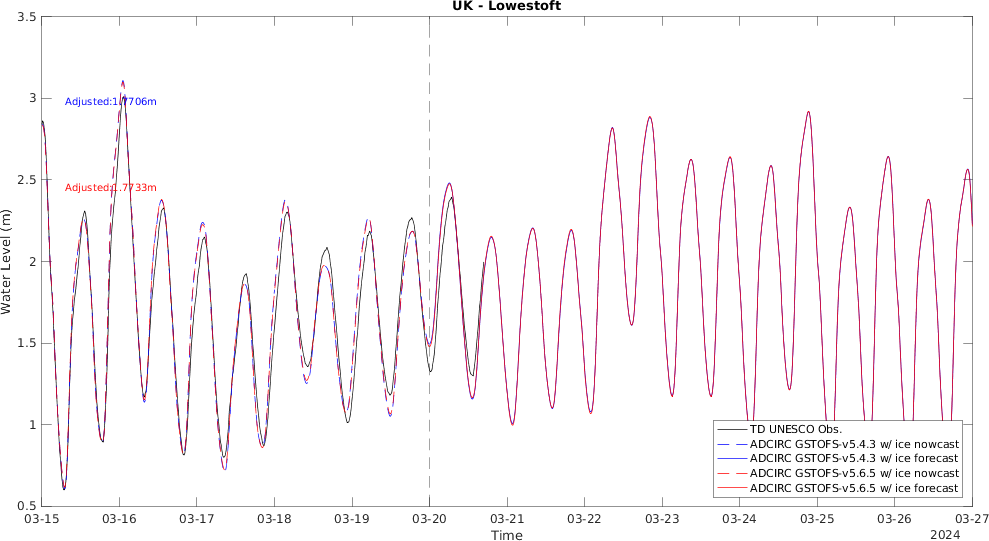 UK - Lowestoft
3.5
3
2.5
2
1.5
1
0.5
Water Level (m)
Adjusted:1.7706m
Adjusted:1.7733m
TD UNESCO Obs.
ADCIRC GSTOFS-v5.4.3 w/ ice nowcast
ADCIRC GSTOFS-v5.4.3 w/ ice forecast
ADCIRC GSTOFS-v5.6.5 w/ ice nowcast
ADCIRC GSTOFS-v5.6.5 w/ ice forecast
03-15 03-16 03-17 03-18 03-19 03-20 03-21 03-22 03-23 03-24 03-25 03-26 03-27
Time
2024